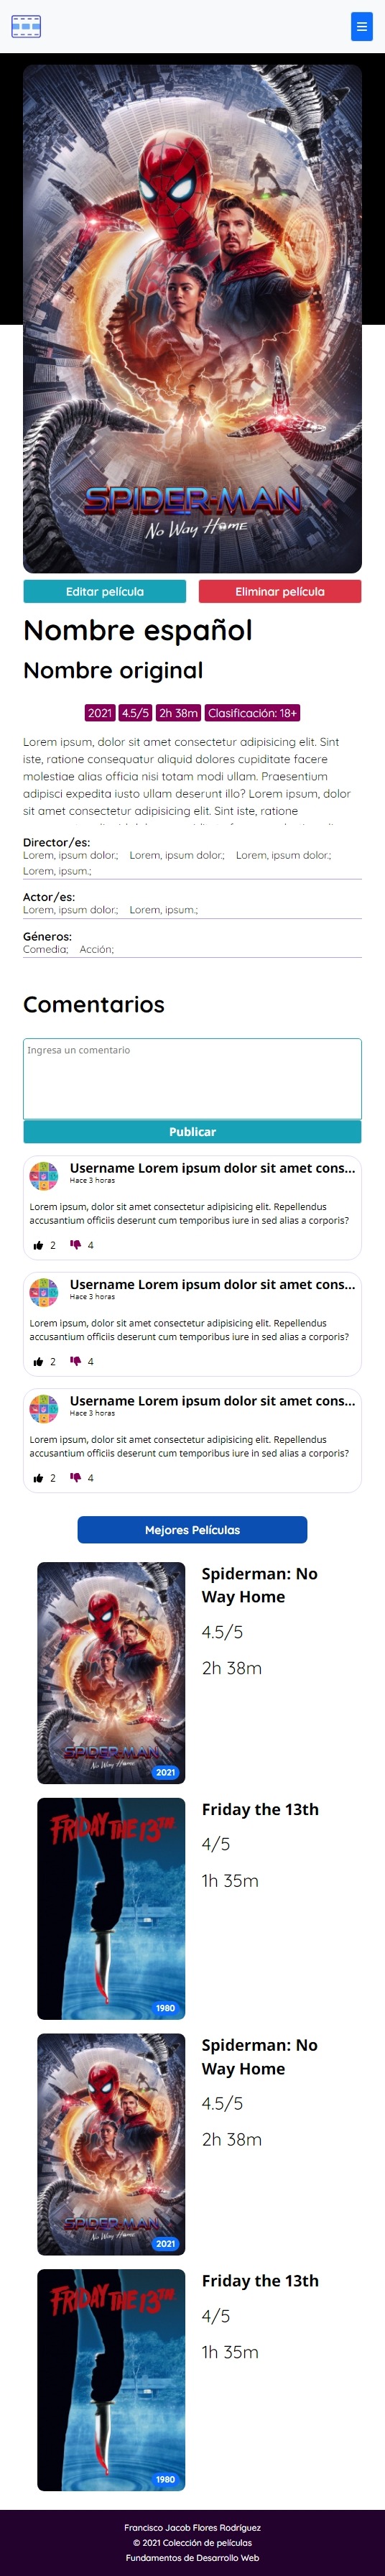 SPIDER-MAN
NO WAY HOME
Editar película
Eliminar película
Nombre español
Nombre original
2021 4.5/5 2h 38m Clasificación: 18+
Lorem ipsum, dolor sit amet consectetur adipisicing elit. Sint
iste, ratione consequatur aliquid dolores cupiditate facere
molestiae alias officia nisi totam modi ullam. Praesentium
adipisci expedita iusto ullam deserunt illo? Lorem ipsum, dolor
sit amet consectetur adipisicing elit. Sint iste, ratione
Director/es:
Lorem, ipsum dolor.; Lorem, ipsum dolor.; Lorem, ipsum dolor.;
Lorem, ipsum.;
Actor/es:
Lorem, ipsum dolor.; Lorem, ipsum.;
Géneros:
Comedia; Acción;
Comentarios
Ingresa un comentario
Publicar
Username Lorem ipsum dolor sit amet cons...
Hace 3 horas
Lorem ipsum, dolor sit amet consectetur adipisicing elit. Repellendus
accusantium officiis deserunt cum temporibus iure in sed alias a corporis?
2 4
Username Lorem ipsum dolor sit amet cons...
Hace 3 horas
Lorem ipsum, dolor sit amet consectetur adipisicing elit. Repellendus
accusantium officiis deserunt cum temporibus iure in sed alias a corporis?
2 4
Username Lorem ipsum dolor sit amet cons...
Hace 3 horas
Lorem ipsum, dolor sit amet consectetur adipisicing elit. Repellendus
accusantium officiis deserunt cum temporibus iure in sed alias a corporis?
2 4
Mejores Películas
SPIDER-MAN
NO WAY HOME
2021
Spiderman: No
Way Home
4.5/5
2h 38m
FRIDAY THE 13TH
1980
Friday the 13th
4/5
1h 35m
SPIDER-MAN
NO WAY HOME
2021
Spiderman: No
Way Home
4.5/5
2h 38m
FRIDAY THE 13TH
1980
Friday the 13th
4/5
1h 35m
Francisco Jacob Flores Rodríguez
© 2021 Colección de películas
Fundamentos de Desarrollo Web